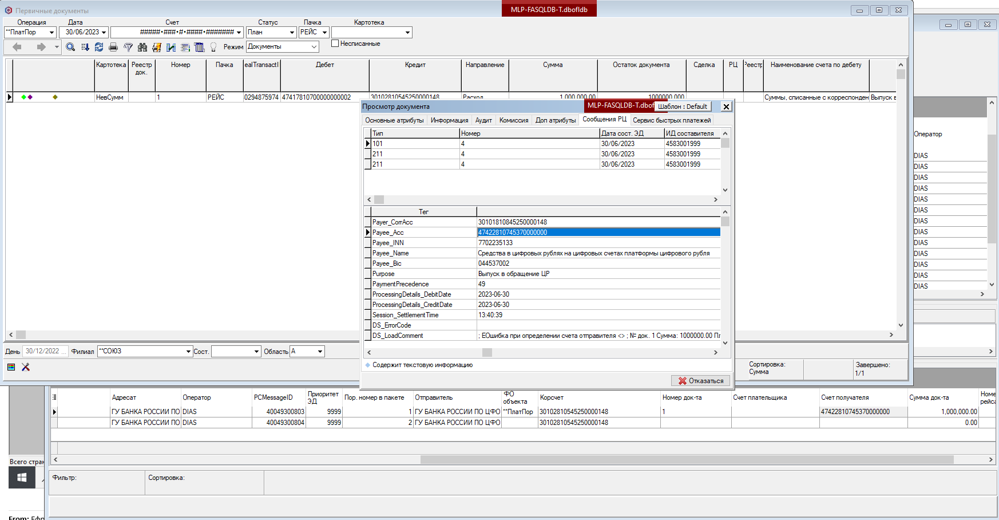 Первичные документы
MLP-FASQLDB-T.dbofldb
Операция Дата Счет Статус Пачка Картотека
**ПлатПор 30/06/2023 #####•###•#•####•####### План РЕЙС
Режим Документы Несписанные
Картотека Реестр док. Номер Пачка ealTransactI Дебет Кредит Направление Сумма Остаток документа Сделка РЦ Реестр Наименование счета по дебету
НевСумм 1 РЕЙС 0294875974 47417810700000000002 30102810545250000148 Расход 1,000,000.00 1000000.000 Суммы, списанные с корреспонден Выпуск в
Просмотр документа MLP-FASQLDB-T.dbof Шаблон : Default
Основные атрибуты Информация Аудит Комиссия Доп атрибуты Сообщения РЦ Сервис быстрых платежей
Тип Номер Дата сост. ЭД ИД составителя
101 4 30/06/2023 4583001999
211 4 30/06/2023 4583001999
211 4 30/06/2023 4583001999
Тег
Payer_CorrAcc 30101810845250000148
Payee_Acc 47422810745370000000
Payee_INN 7702235133
Payee_Name Средства в цифровых рублях на цифровых счетах платформы цифрового рубля
Payee_Bic 044537002
Purpose Выпуск в обращение ЦР
PaymentPrecedence 49
ProcessingDetails_DebitDate 2023-06-30
ProcessingDetails_CreditDate 2023-06-30
Session_SettlementTime 13:40:39
DS_ErrorCode
DS_LoadComment ; ЕОшибка при определении счета отправителя <> ; № док. 1 Сумма: 1000000.00 Пл
Содержит текстовую информацию
Отказаться
Оператор
DIAS
DIAS
DIAS
DIAS
DIAS
DIAS
DIAS
DIAS
DIAS
DIAS
DIAS
DIAS
DIAS
День 30/12/2022 ... Филиал **СОЮЗ Сост. Область А
Сортировка: Сумма
Завершено: 1/1
Адресат Оператор PCMessageID Приоритет ЭД Пор. номер в пакете Отправитель ФО объекта Корсчет Номер док-та Счет плательщика Счет получателя Сумма док-та Номе рейса
ГУ БАНКА РОССИИ ПО DIAS 40049300803 9999 1 ГУ БАНКА РОССИИ ПО ЦФО **ПлатПор 30102810545250000148 1 47422810745370000000 1,000,000.00
ГУ БАНКА РОССИИ ПО DIAS 40049300804 9999 2 ГУ БАНКА РОССИИ ПО ЦФО 30102810545250000148 0.00
Всего стран
Фильтр: Сортировка:
From: Ефр